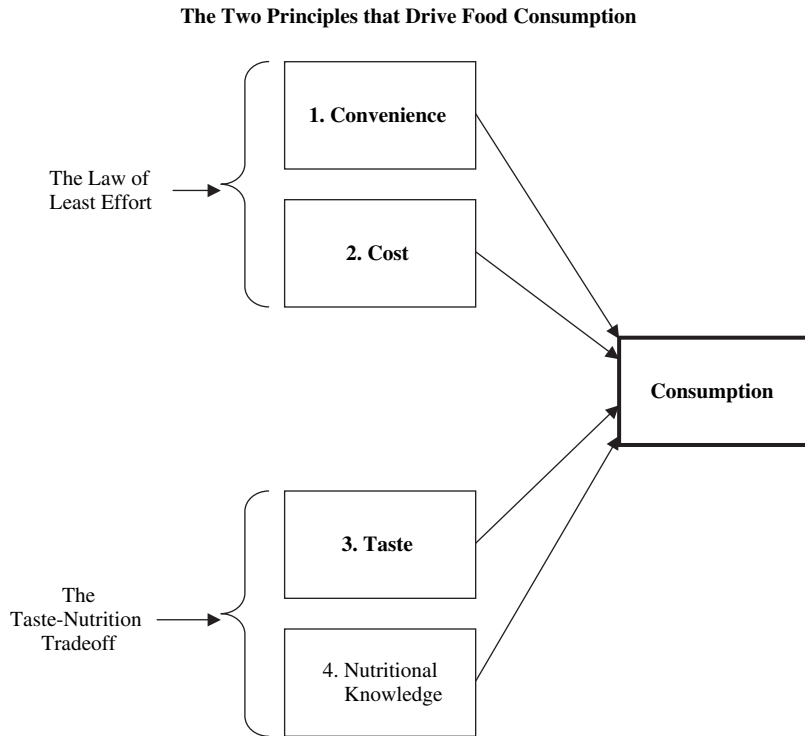 The Two Principles that Drive Food Consumption
1. Convenience
The Law of
Least Effort
2. Cost
Consumption
3. Taste
The
Taste-Nutrition
Tradeoff
4. Nutritional
Knowledge